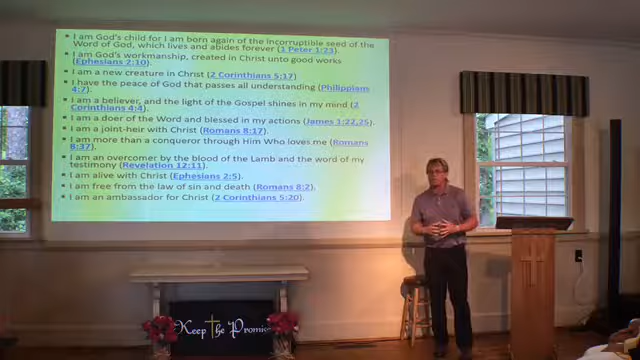 I am God's child for I am born again of the incorruptible seed of the
Word of God, which lives and abides forever (1 Peter 1:23).
I am God's workmanship, created in Christ unto good works
(Ephesians 2:10).
I am a new creature in Christ (2 Corinthians 5:17)
I have the peace of God that passes all understanding (Philippians
4:7).
I am a believer, and the light of the Gospel shines in my mind (2
Corinthians 4:4).
I am a doer of the Word and blessed in my actions (James 1:22,25).
I am a joint-heir with Christ (Romans 8:17).
I am more than a conqueror through Him Who loves me (Romans
8:37).
I am an overcomer by the blood of the Lamb and the word of my
testimony (Revelation 12:11).
I am alive with Christ (Ephesians 2:5).
I am free from the law of sin and death (Romans 8:2).
I am an ambassador for Christ (2 Corinthians 5:20).
Keep the Promise